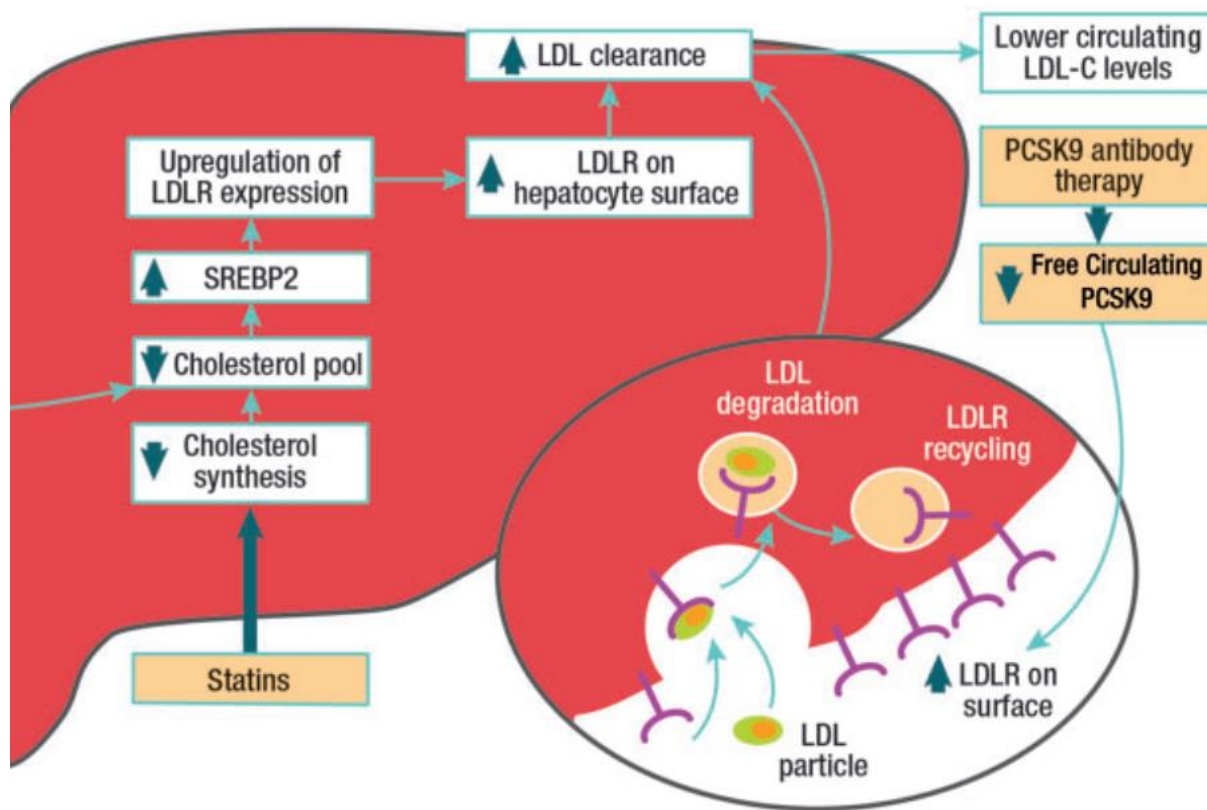 LDL clearance
Lower circulating
LDL-C levels
Upregulation of
LDLR expression
LDLR on
hepatocyte surface
PCSK9 antibody
therapy
SREBP2
Free Circulating
PCSK9
Cholesterol pool
Cholesterol
synthesis
Statins
LDL
degradation
LDLR
recycling
LDLR on
surface
LDL
particle